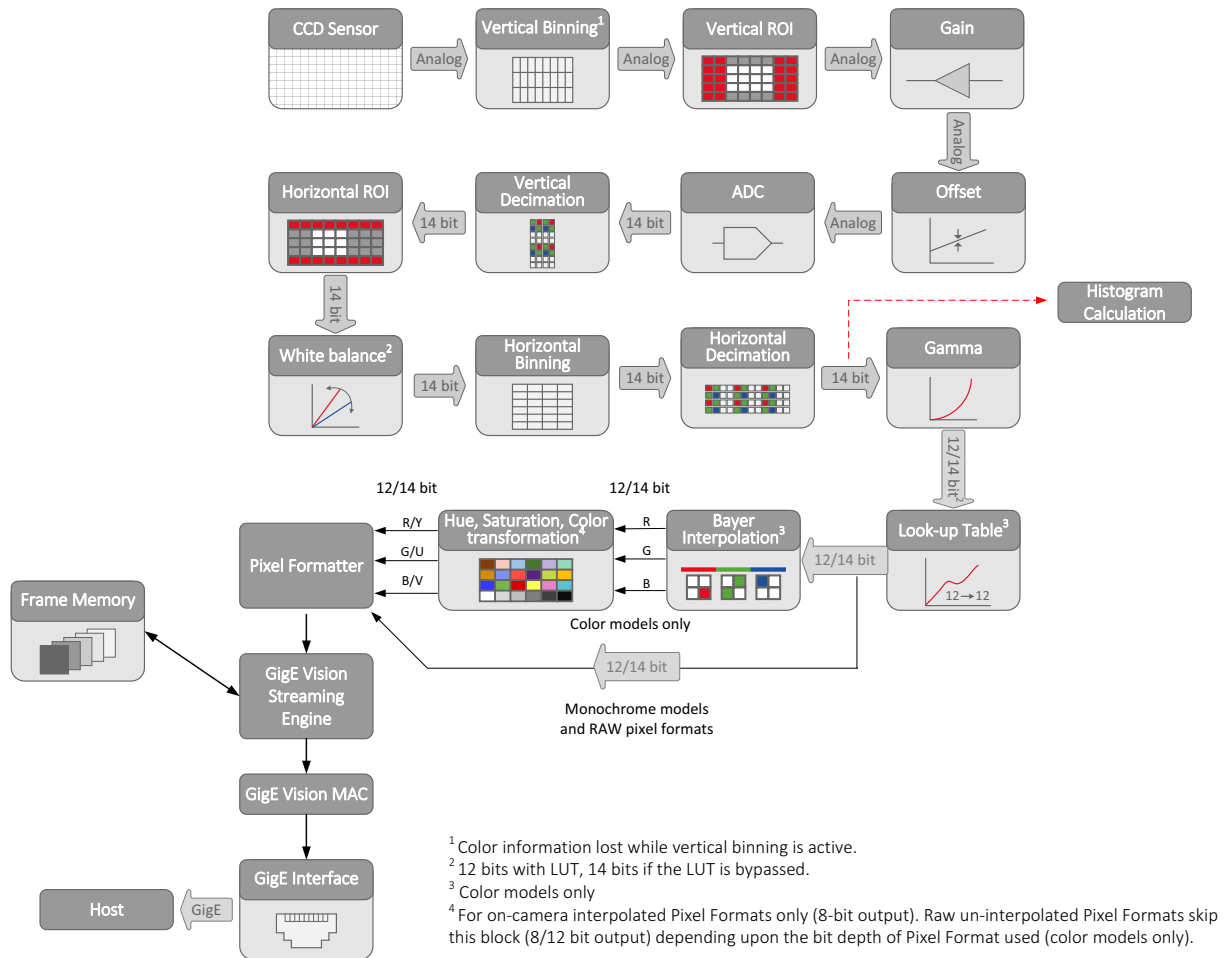 CCD Sensor
Analog
Vertical Binning¹
Analog
Vertical ROI
Analog
Gain
Analog
Horizontal ROI
14 bit
Vertical
Decimation
14 bit
ADC
Analog
Offset
14 bit
Histogram
Calculation
White balance²
14 bit
Horizontal
Binning
14 bit
Horizontal
Decimation
14 bit
Gamma
12/14 bit²
12/14 bit
12/14 bit
Pixel Formatter
R/Y
G/U
B/V
Hue, Saturation, Color
transformation⁴
R
G
B
Bayer
Interpolation³
12/14 bit
Look-up Table³
12→12
Color models only
Frame Memory
12/14 bit
GigE Vision
Streaming
Engine
Monochrome models
and RAW pixel formats
GigE Vision MAC
GigE Interface
GigE
Host
¹ Color information lost while vertical binning is active.
² 12 bits with LUT, 14 bits if the LUT is bypassed.
³ Color models only
⁴ For on-camera interpolated Pixel Formats only (8-bit output). Raw un-interpolated Pixel Formats skip
this block (8/12 bit output) depending upon the bit depth of Pixel Format used (color models only).